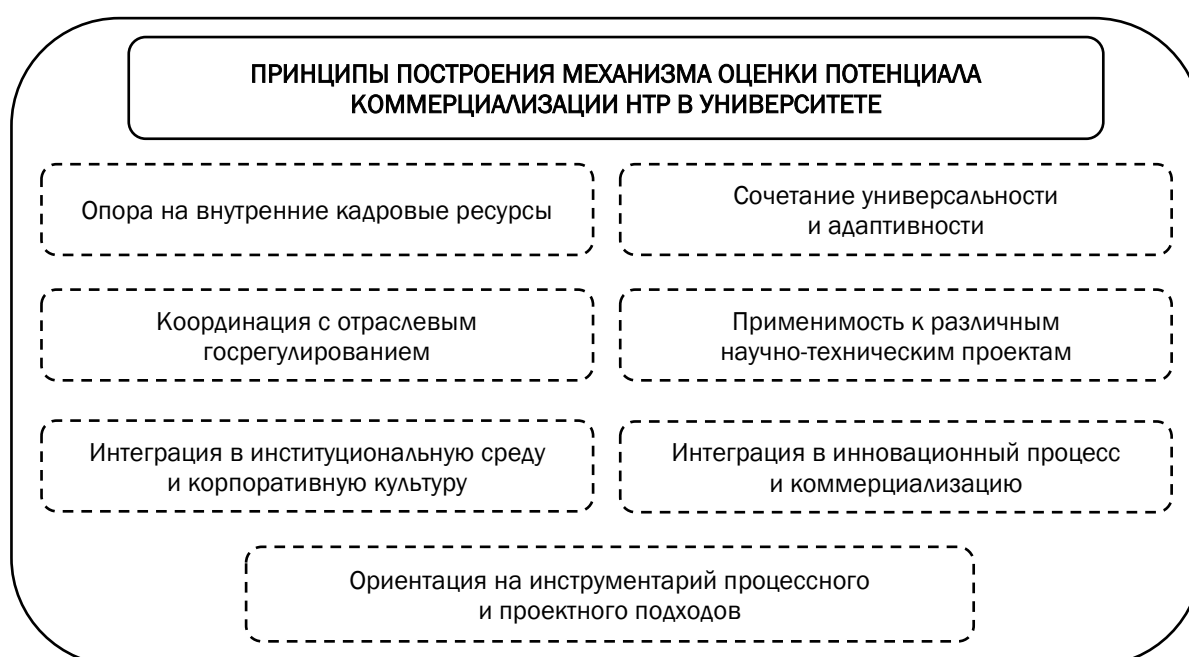 ПРИНЦИПЫ ПОСТРОЕНИЯ МЕХАНИЗМА ОЦЕНКИ ПОТЕНЦИАЛА
КОММЕРЦИАЛИЗАЦИИ НТР В УНИВЕРСИТЕТЕ
Опора на внутренние кадровые ресурсы
Сочетание универсальности
и адаптивности
Координация с отраслевым
госрегулированием
Применимость к различным
научно-техническим проектам
Интеграция в институциональную среду
и корпоративную культуру
Интеграция в инновационный процесс
и коммерциализацию
Ориентация на инструментарий процессного
и проектного подходов